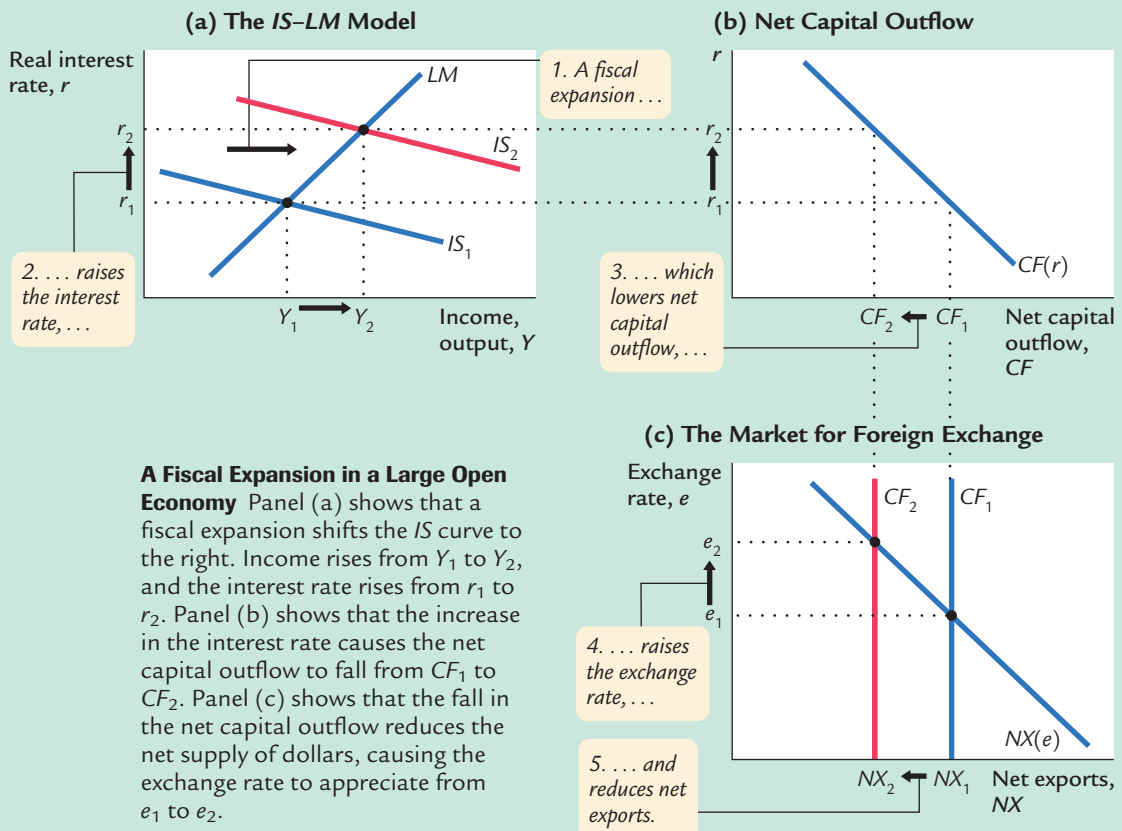 (a) The IS–LM Model
Real interest
rate, r
LM
1. A fiscal
expansion . . .
r2
IS2
r1
IS1
2. . . . raises
the interest
rate, . . .
Y1
Y2
Income,
output, Y
(b) Net Capital Outflow
r
r2
r1
CF(r)
3. . . . which
lowers net
capital
outflow, . . .
CF2
CF1
Net capital
outflow,
CF
(c) The Market for Foreign Exchange
Exchange
rate, e
CF2
CF1
e2
e1
4. . . . raises
the exchange
rate, . . .
NX(e)
5. . . . and
reduces net
exports.
NX2
NX1
Net exports,
NX
A Fiscal Expansion in a Large Open
Economy Panel (a) shows that a
fiscal expansion shifts the IS curve to
the right. Income rises from Y1 to Y2,
and the interest rate rises from r1 to
r2. Panel (b) shows that the increase
in the interest rate causes the net
capital outflow to fall from CF1 to
CF2. Panel (c) shows that the fall in
the net capital outflow reduces the
net supply of dollars, causing the
exchange rate to appreciate from
e1 to e2.